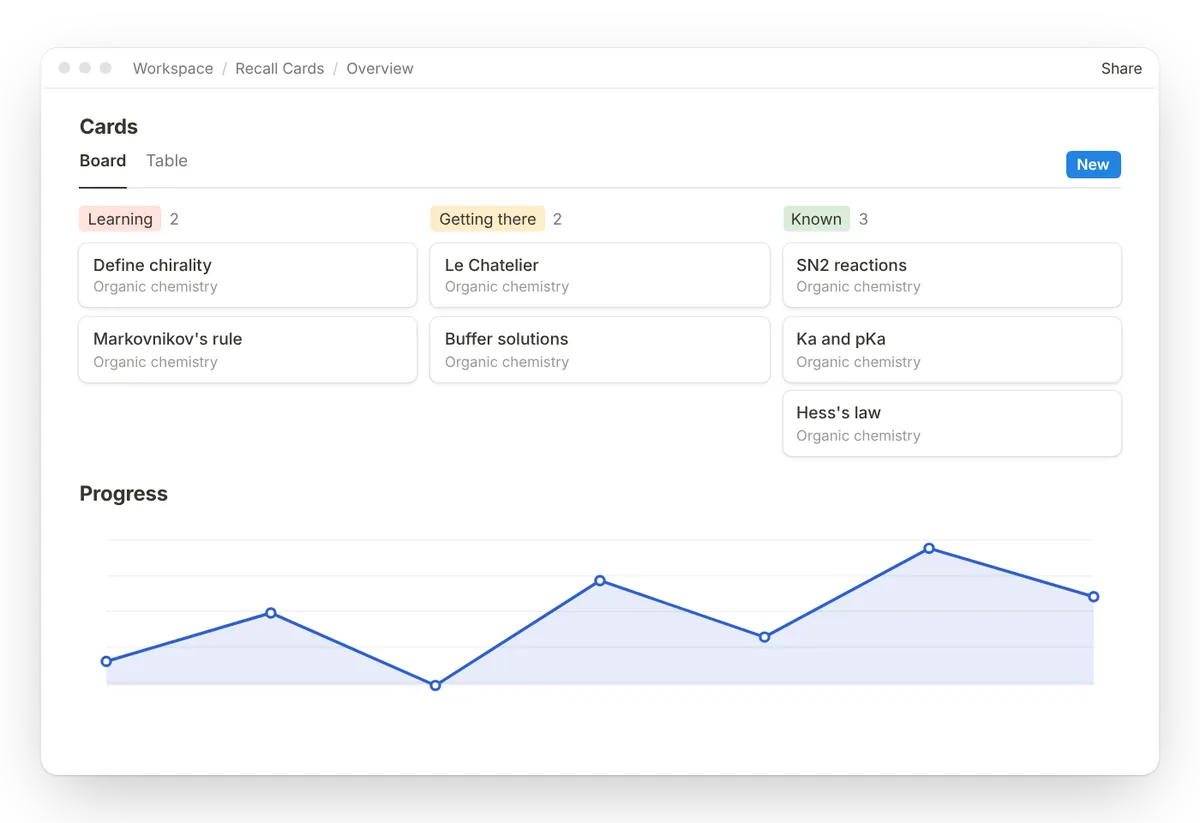 Workspace / Recall Cards / Overview
Share
Cards
Board Table
New
Learning 2
Define chirality
Organic chemistry
Markovnikov's rule
Organic chemistry
Getting there 2
Le Chatelier
Organic chemistry
Buffer solutions
Organic chemistry
Known 3
SN2 reactions
Organic chemistry
Ka and pKa
Organic chemistry
Hess's law
Organic chemistry
Progress